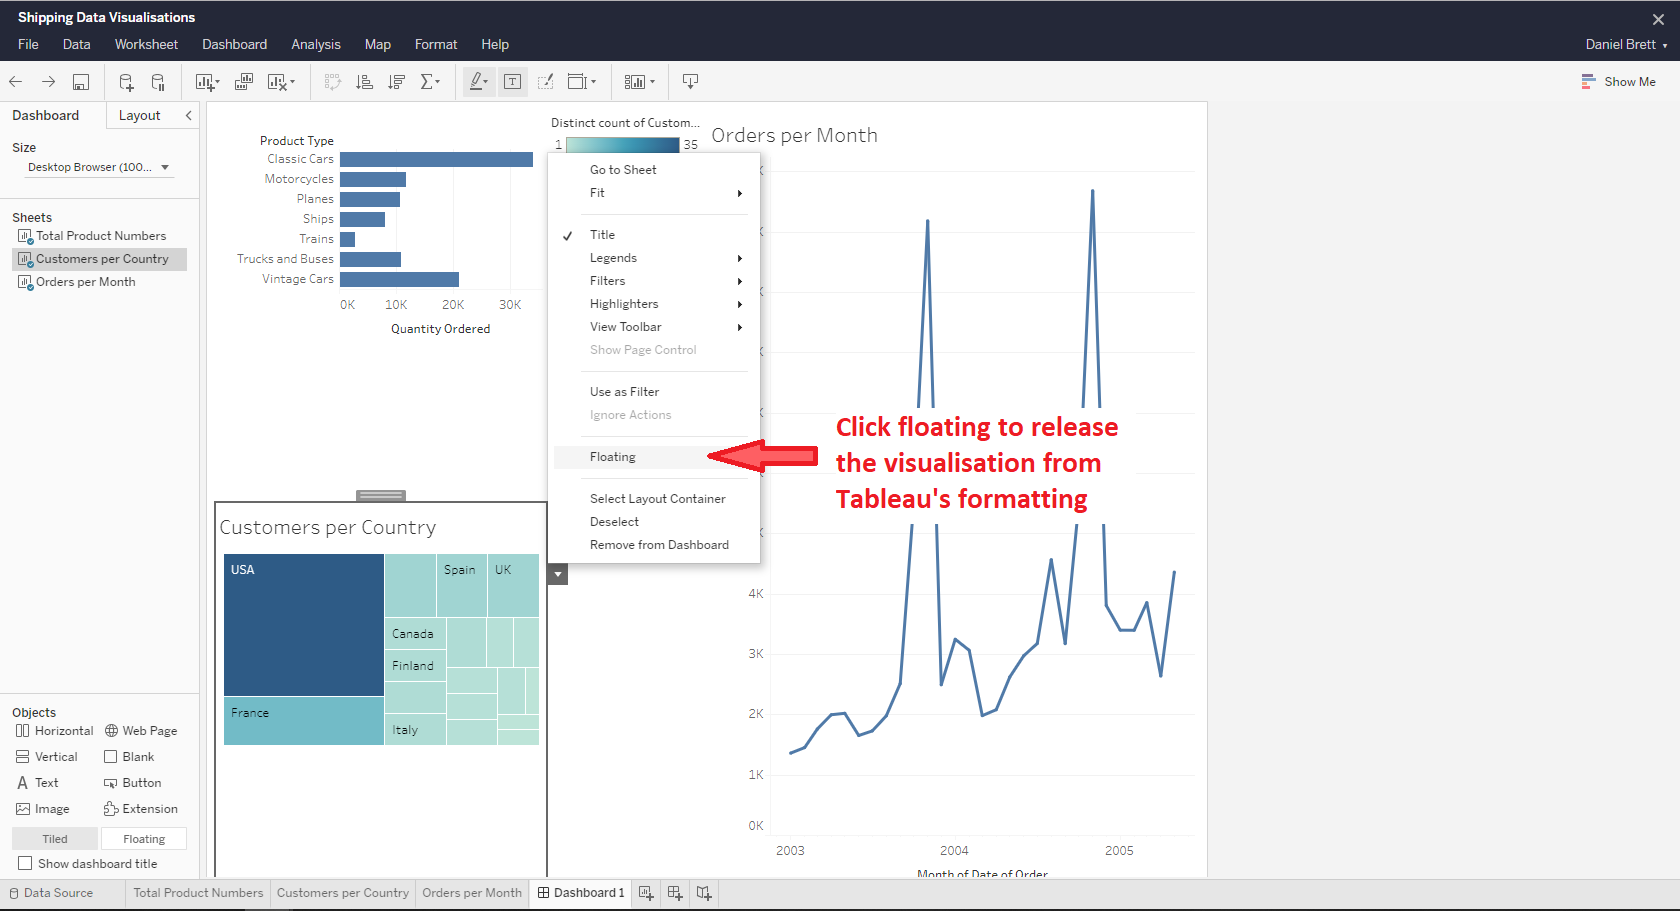 Shipping Data Visualisations
File Data Worksheet Dashboard Analysis Map Format Help
Daniel Brett
Show Me
Dashboard Layout
Size
Desktop Browser (100...
Sheets
Total Product Numbers
Customers per Country
Orders per Month
Product Type
Classic Cars
Motorcycles
Planes
Ships
Trains
Trucks and Buses
Vintage Cars
0K 10K 20K 30K
Quantity Ordered
Distinct count of Custom...
1 35
Go to Sheet
Fit
Title
Legends
Filters
Highlighters
View Toolbar
Show Page Control
Use as Filter
Ignore Actions
Floating
Select Layout Container
Deselect
Remove from Dashboard
Orders per Month
K
K
K
K
K
K
K
4K
3K
2K
1K
0K
2003 2004 2005
Month of Date of Order
Click floating to release
the visualisation from
Tableau's formatting
Customers per Country
USA
Spain UK
Canada
Finland
France
Italy
Objects
Horizontal Web Page
Vertical Blank
Text Button
Image Extension
Tiled Floating
Show dashboard title
Data Source Total Product Numbers Customers per Country Orders per Month Dashboard 1